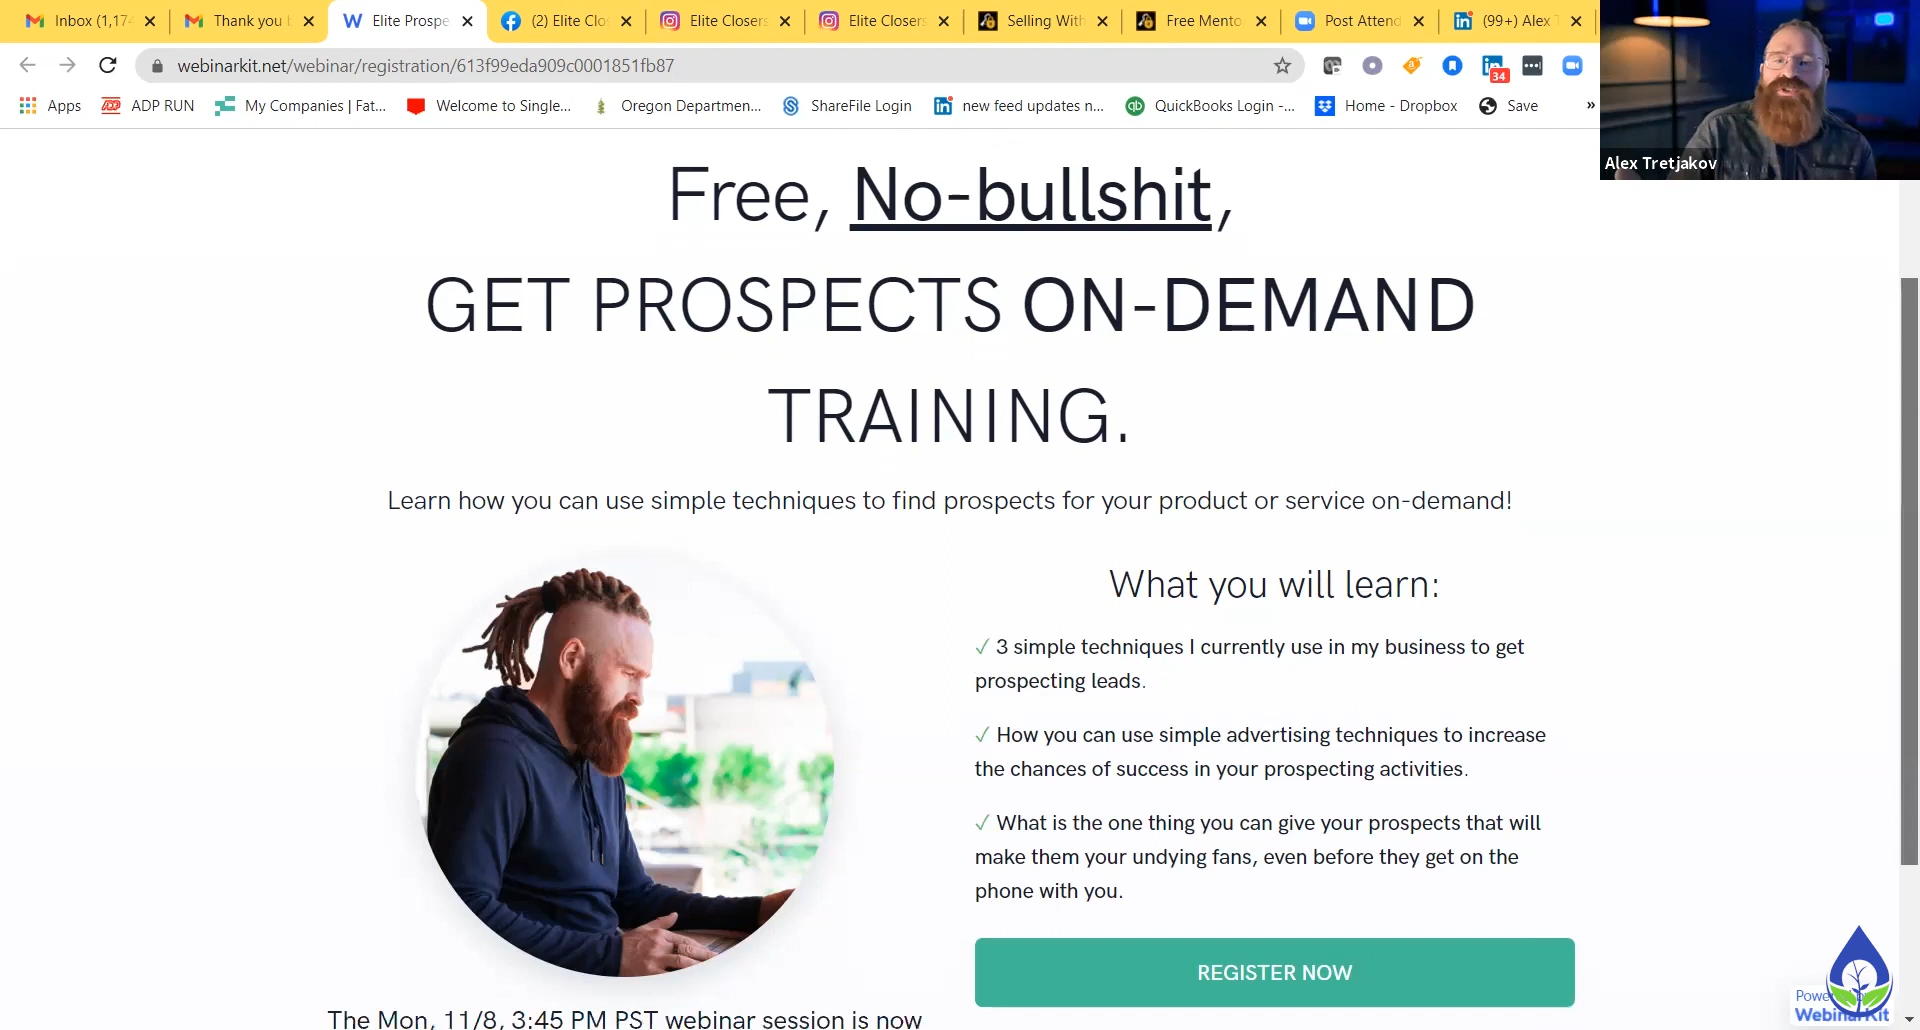 Inbox (1,17
Thank you
Elite Prospe
(2) Elite Clo
Elite Closers
Elite Closers
Selling With
Free Mento
Post Attend
(99+) Alex T
webinarkit.net/webinar/registration/613f99eda909c0001851fb87
34
Apps
ADP RUN
My Companies | Fat...
Welcome to Single...
Oregon Departmen...
ShareFile Login
new feed updates n...
QuickBooks Login -...
Home - Dropbox
Save
»
Alex Tretjakov
Free, No-bullshit,
GET PROSPECTS ON-DEMAND
TRAINING.
Learn how you can use simple techniques to find prospects for your product or service on-demand!
What you will learn:
✓ 3 simple techniques I currently use in my business to get
prospecting leads.
✓ How you can use simple advertising techniques to increase
the chances of success in your prospecting activities.
✓ What is the one thing you can give your prospects that will
make them your undying fans, even before they get on the
phone with you.
REGISTER NOW
The Mon, 11/8, 3:45 PM PST webinar session is now
WebinarKit